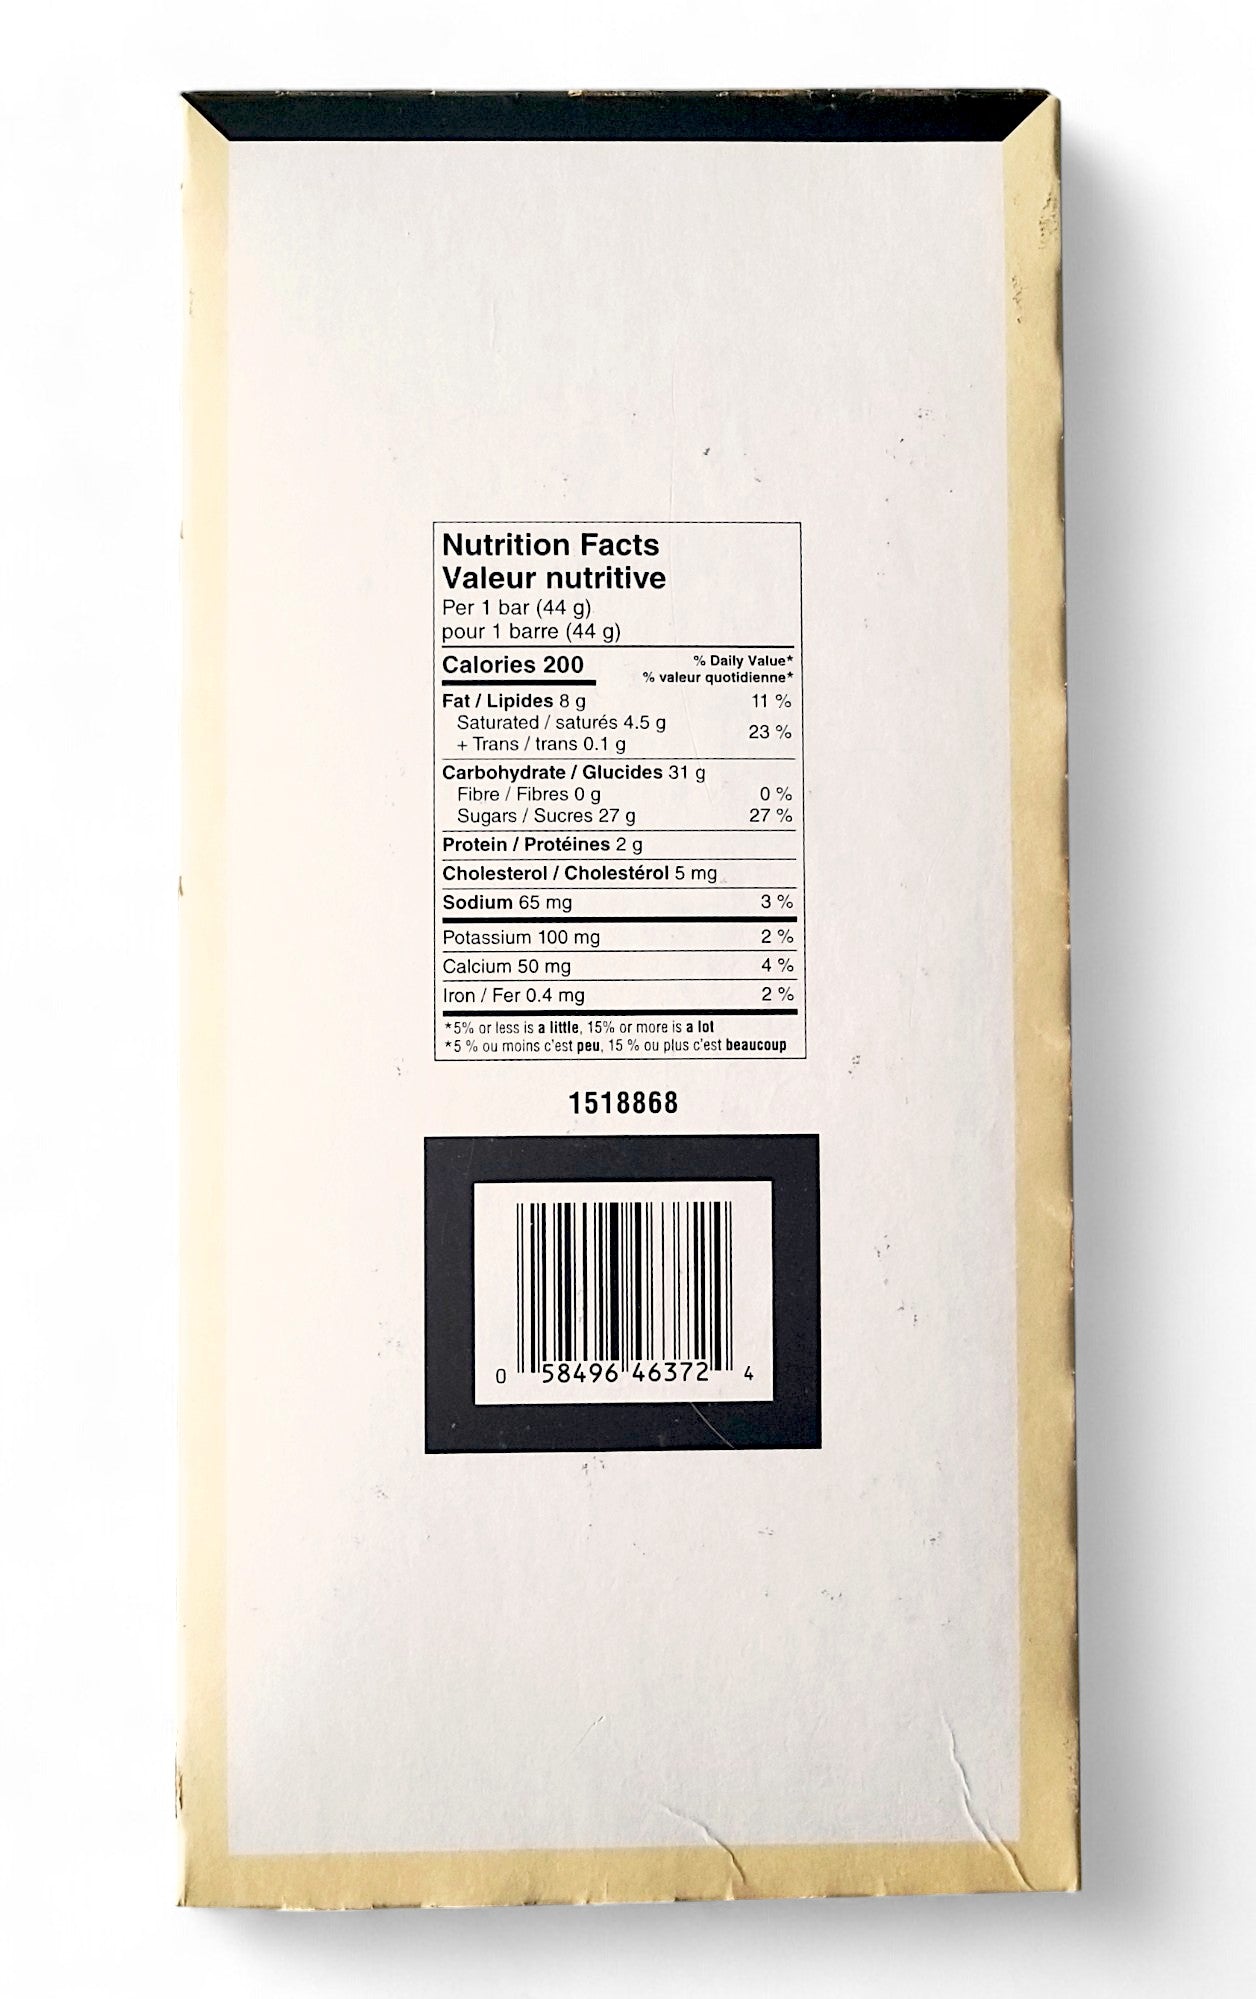 Nutrition Facts
Valeur nutritive
Per 1 bar (44 g)
pour 1 barre (44 g)
Calories 200
% Daily Value*
% valeur quotidienne*
Fat / Lipides 8 g 11 %
Saturated / saturés 4.5 g
+ Trans / trans 0.1 g 23 %
Carbohydrate / Glucides 31 g
Fibre / Fibres 0 g 0 %
Sugars / Sucres 27 g 27 %
Protein / Protéines 2 g
Cholesterol / Cholestérol 5 mg
Sodium 65 mg 3 %
Potassium 100 mg 2 %
Calcium 50 mg 4 %
Iron / Fer 0.4 mg 2 %
*5% or less is a little, 15% or more is a lot
*5 % ou moins c'est peu, 15 % ou plus c'est beaucoup
1518868
0 58496 46372 4